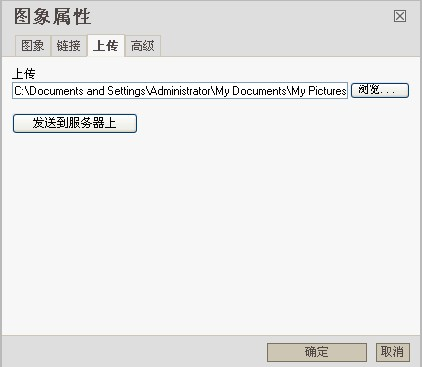 图象属性
图象 链接 上传 高级
上传
C:\Documents and Settings\Administrator\My Documents\My Pictures 浏览...
发送到服务器上
确定 取消